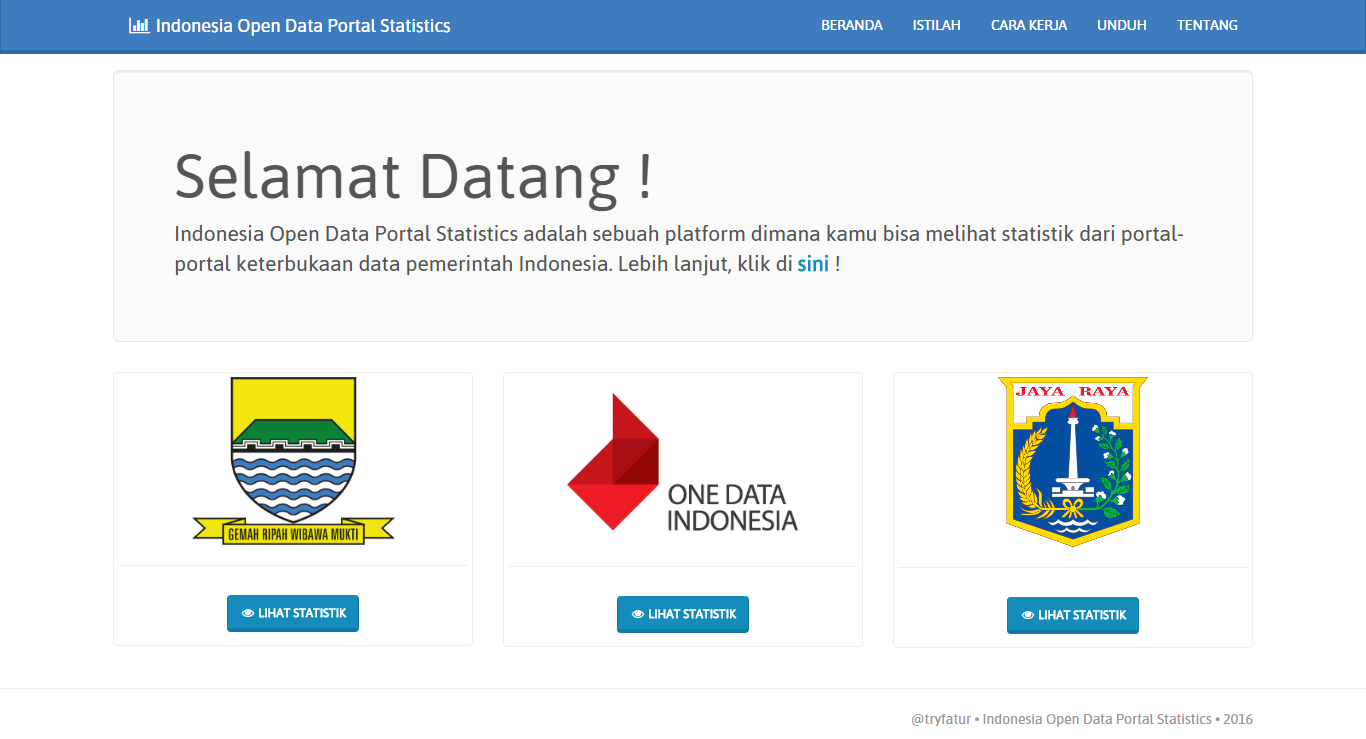 Indonesia Open Data Portal Statistics
BERANDA ISTILAH CARA KERJA UNDUH TENTANG
Selamat Datang !
Indonesia Open Data Portal Statistics adalah sebuah platform dimana kamu bisa melihat statistik dari portal-
portal keterbukaan data pemerintah Indonesia. Lebih lanjut, klik di sini !
GEMAH RIPAH WIBAWA MUKTI
LIHAT STATISTIK
ONE DATA
INDONESIA
LIHAT STATISTIK
JAYA RAYA
LIHAT STATISTIK
@tryfatur • Indonesia Open Data Portal Statistics • 2016